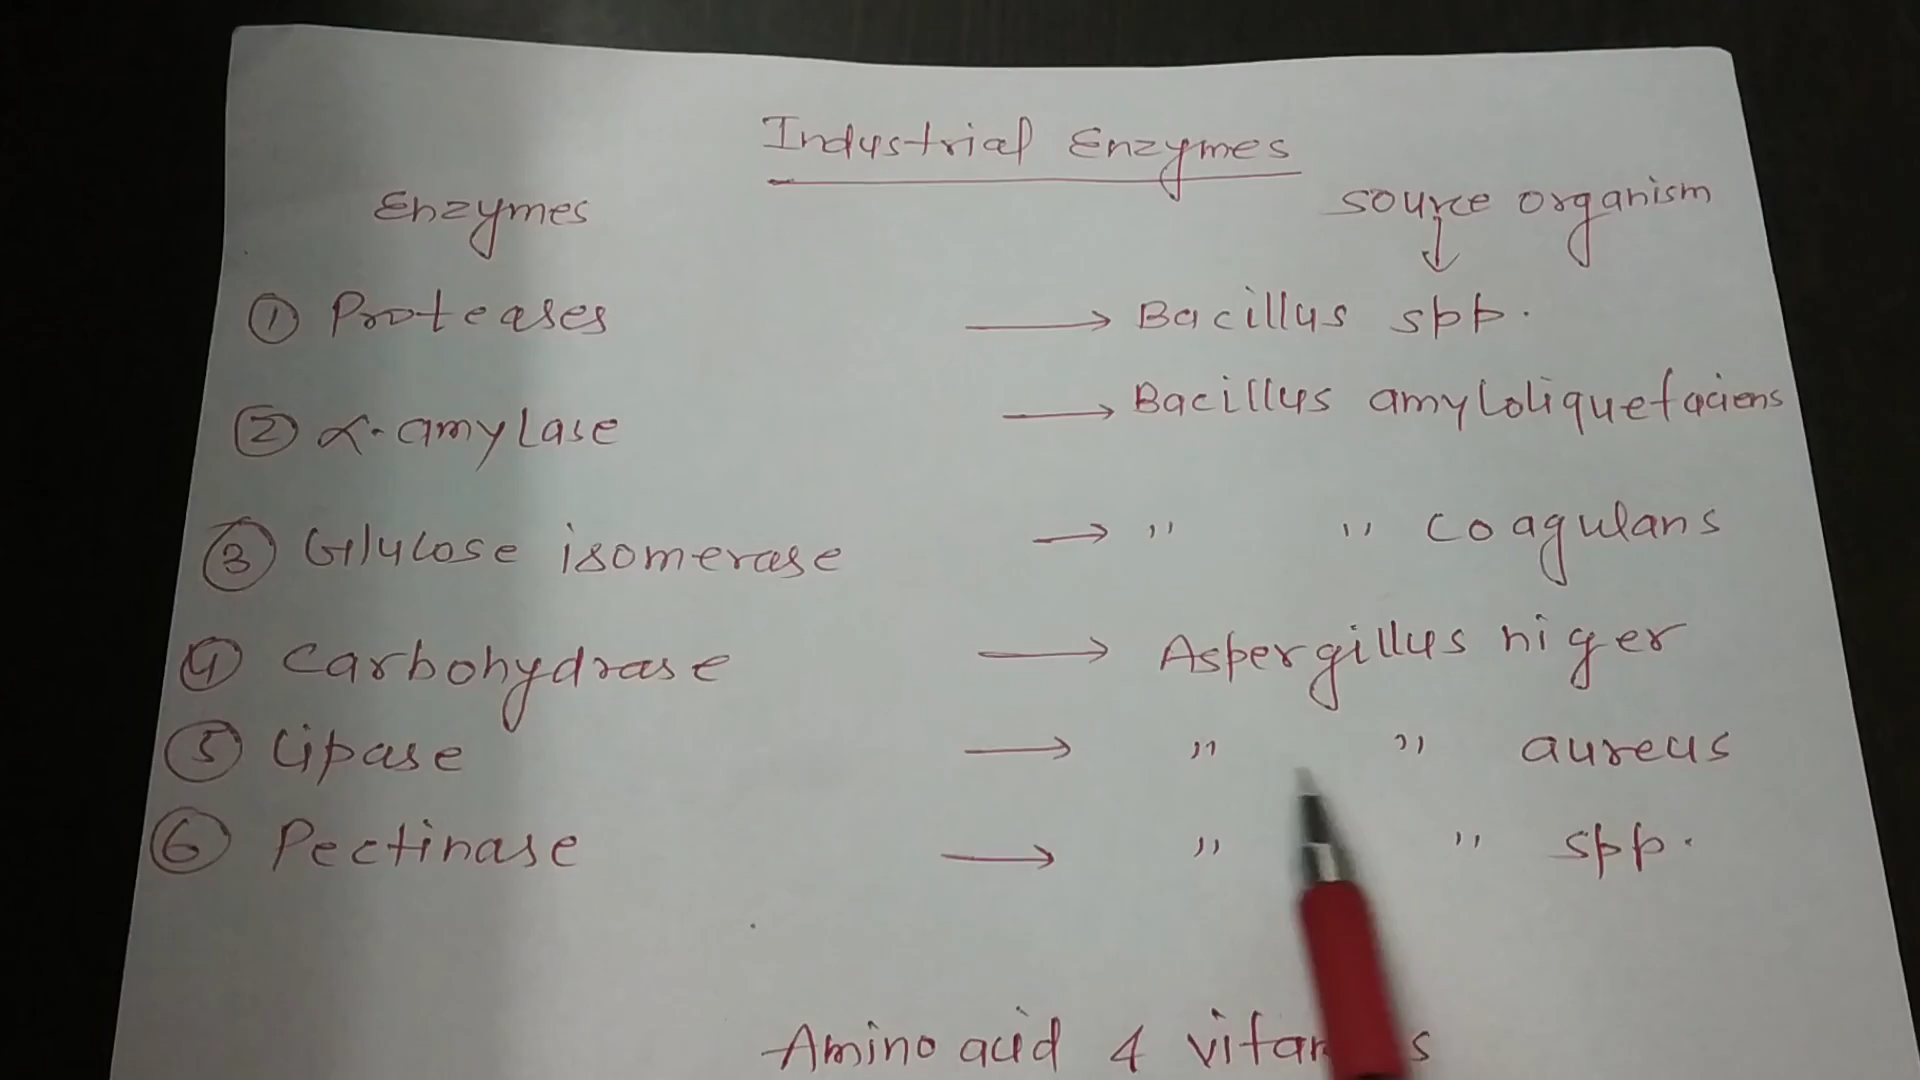 Industrial Enzymes
Enzymes source organism
↓
① Proteases → Bacillus spp.
② α-amylase → Bacillus amyloliquefaciens
③ Glucose isomerase → " " coagulans
④ Carbohydrase → Aspergillus niger
⑤ Lipase → " " aureus
⑥ Pectinase → " " spp.
Amino acid &